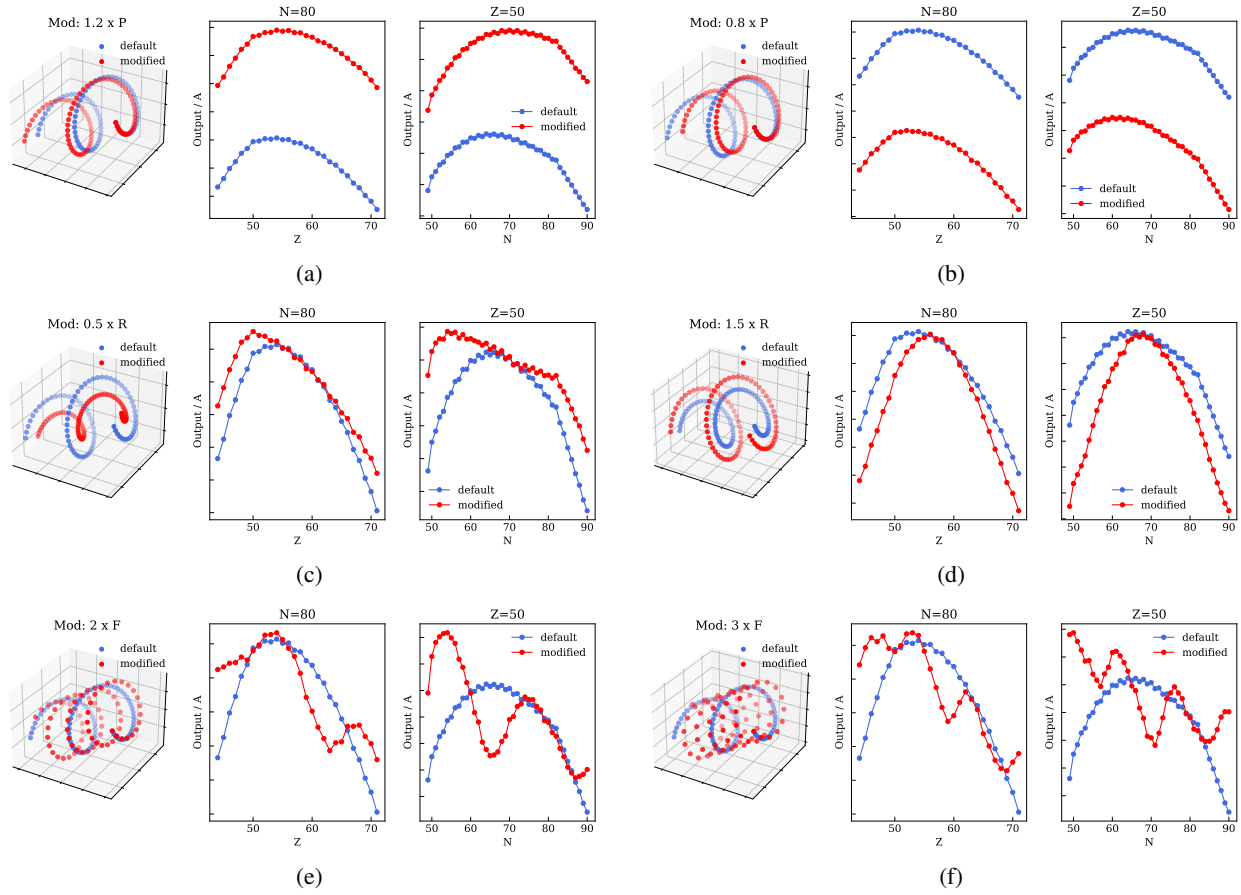 Mod: 1.2 x P
default
modified
N=80
Output / A
50
60
70
Z
Z=50
Output / A
default
modified
50
60
70
80
90
N
(a)
Mod: 0.8 x P
default
modified
N=80
Output / A
50
60
70
Z
Z=50
Output / A
default
modified
50
60
70
80
90
N
(b)
Mod: 0.5 x R
default
modified
N=80
Output / A
50
60
70
Z
Z=50
Output / A
default
modified
50
60
70
80
90
N
(c)
Mod: 1.5 x R
default
modified
N=80
Output / A
50
60
70
Z
Z=50
Output / A
default
modified
50
60
70
80
90
N
(d)
Mod: 2 x F
default
modified
N=80
Output / A
50
60
70
Z
Z=50
Output / A
default
modified
50
60
70
80
90
N
(e)
Mod: 3 x F
default
modified
N=80
Output / A
50
60
70
Z
Z=50
Output / A
default
modified
50
60
70
80
90
N
(f)